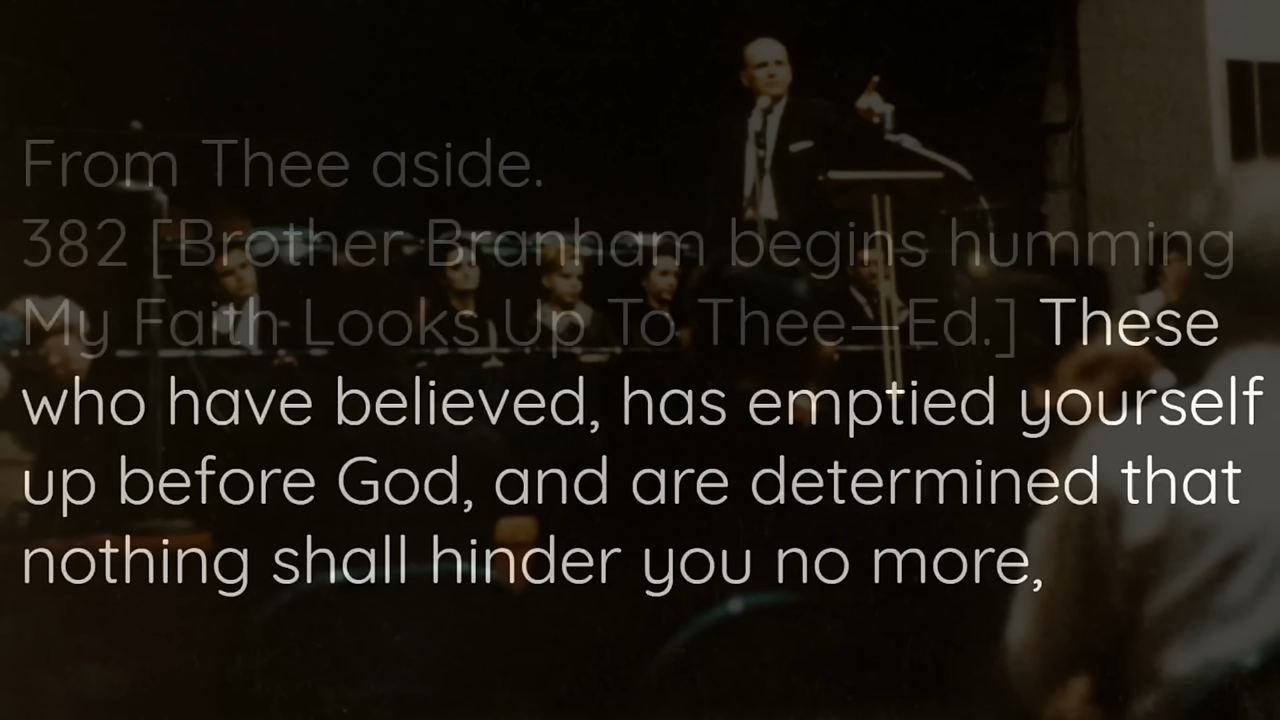 From Thee aside.
382 [Brother Branham begins humming
My Faith Looks Up To Thee—Ed.] These
who have believed, has emptied yourself
up before God, and are determined that
nothing shall hinder you no more,